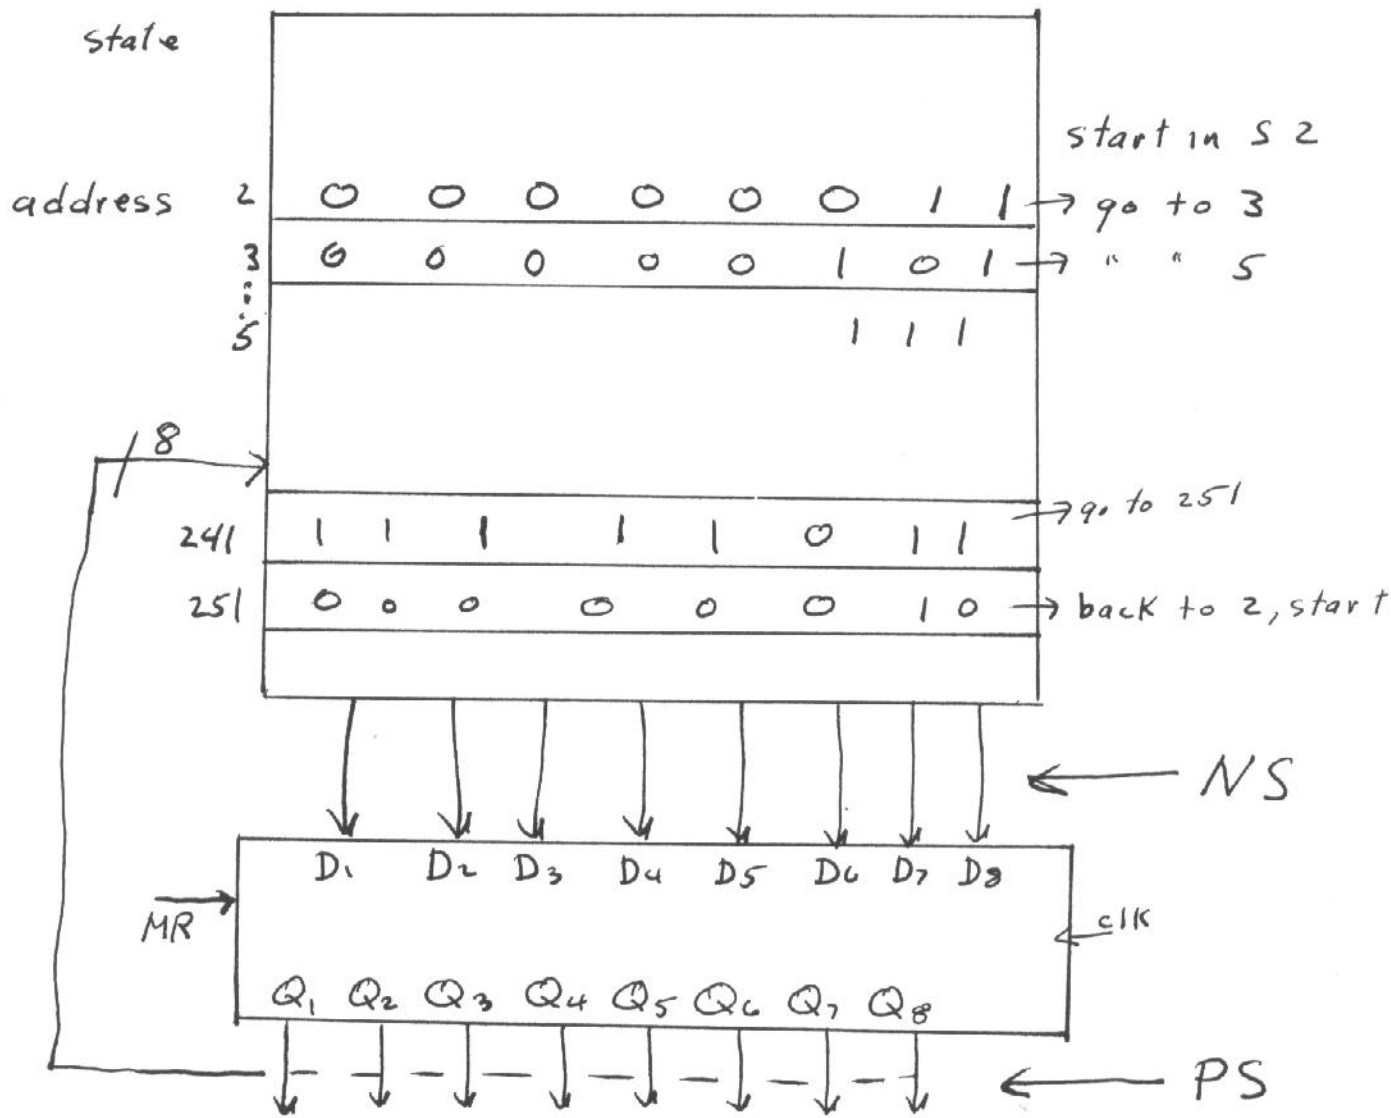 state
start in S 2
address 2 0 0 0 0 0 0 1 1 → go to 3
3 0 0 0 0 0 1 0 1 → " " 5
5 1 1 1
8
241 1 1 1 1 1 0 1 1 → go to 251
251 0 0 0 0 0 0 1 0 → back to 2, start
NS
D1 D2 D3 D4 D5 D6 D7 D8
MR
clk
Q1 Q2 Q3 Q4 Q5 Q6 Q7 Q8
PS